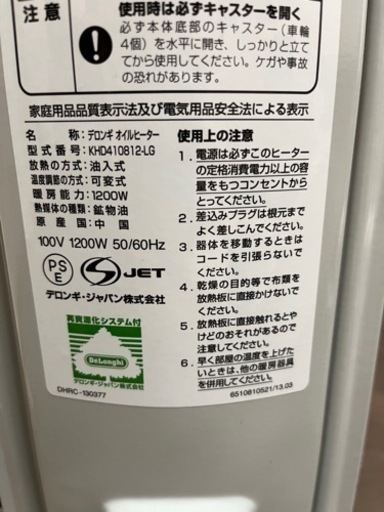 注意
使用時は必ずキャスターを開く
必ず本体底部のキャスター（車輪
4個）を水平に開き、しっかりと立て
てから使用してください。ケガや事故
の恐れがあります。
家庭用品品質表示法及び電気用品安全法による表示
名称：デロンギ オイルヒーター
型式番号：KHD410812-LG
放熱の方式：油入式
温度調節の方式：可変式
暖房能力：1200W
熱媒体の種類：鉱物油
原産国：中国
100V 1200W 50/60Hz
PS
E
JET
デロンギ・ジャパン株式会社
再資源化システム付
DeLonghi
デロンギ・ジャパン株式会社
DHRC-130377
使用上の注意
1. 電源は必ずこのヒーター
の定格消費電力以上の容
量をもつコンセントからと
ってください。
2. 差込みプラグは根元まで
よく差しこんでください。
3. 器体を移動するときは
コードを引張らないでく
ださい。
4. 乾燥の目的等で布類を
放熱板に直接かけないで
ください。
5. 放熱板に直接触れるとや
けどのおそれがあるので
注意してください。
6. 早く部屋の温度を上げた
いときは、他の暖房器具
を併用してください。
6510810521/13.03